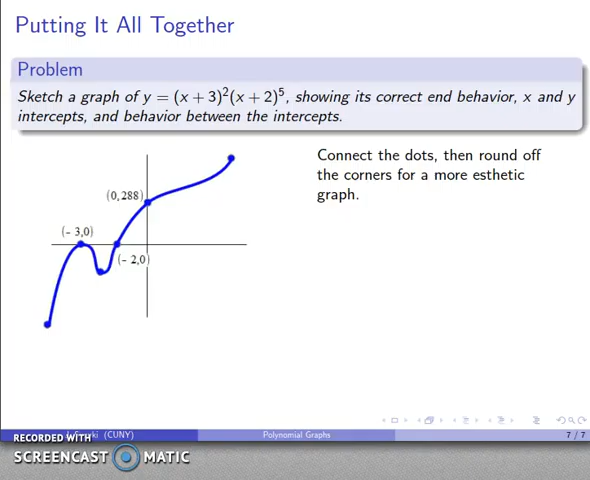 Putting It All Together
Problem
Sketch a graph of y = (x + 3)²(x + 2)⁵, showing its correct end behavior, x and y
intercepts, and behavior between the intercepts.
Connect the dots, then round off
the corners for a more esthetic
graph.
(0,288)
(- 3,0)
(- 2,0)
(CUNY)
Polynomial Graphs
7 / 7
RECORDED WITH
SCREENCAST MATIC